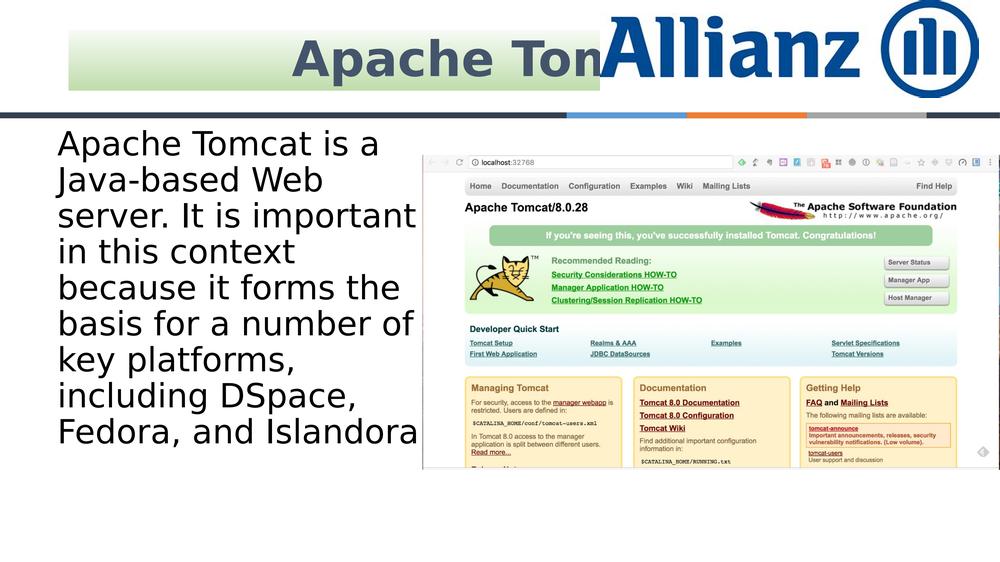 Apache Tom
Allianz
Apache Tomcat is a
Java-based Web
server. It is important
in this context
because it forms the
basis for a number of
key platforms,
including DSpace,
Fedora, and Islandora
localhost:32768
Home Documentation Configuration Examples Wiki Mailing Lists Find Help
Apache Tomcat/8.0.28
The Apache Software Foundation
http://www.apache.org/
If you're seeing this, you've successfully installed Tomcat. Congratulations!
TM
Recommended Reading:
Security Considerations HOW-TO
Manager Application HOW-TO
Clustering/Session Replication HOW-TO
Server Status
Manager App
Host Manager
Developer Quick Start
Tomcat Setup
First Web Application
Realms & AAA
JDBC DataSources
Examples
Servlet Specifications
Tomcat Versions
Managing Tomcat
For security, access to the manager webapp is
restricted. Users are defined in:
$CATALINA_HOME/conf/tomcat-users.xml
In Tomcat 8.0 access to the manager
application is split between different users.
Read more...
Documentation
Tomcat 8.0 Documentation
Tomcat 8.0 Configuration
Tomcat Wiki
Find additional important configuration
information in:
$CATALINA_HOME/RUNNING.txt
Getting Help
FAQ and Mailing Lists
The following mailing lists are available:
tomcat-announce
Important announcements, releases, security
vulnerability notifications. (Low volume).
tomcat-users
User support and discussion